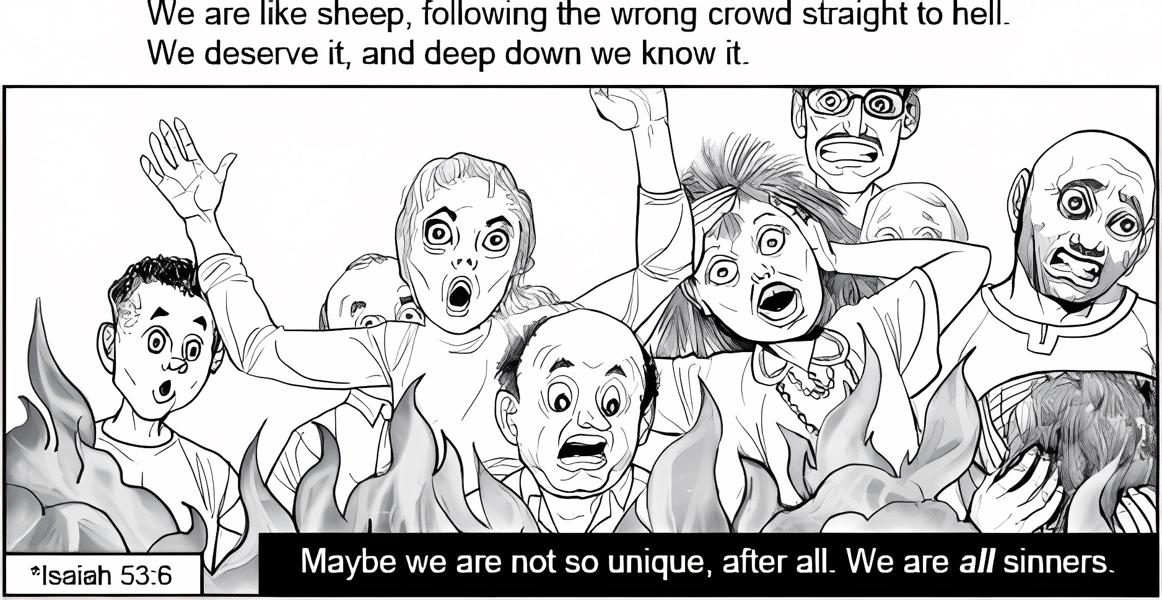 We are like sheep, following the wrong crowd straight to hell.
We deserve it, and deep down we know it.
*Isaiah 53:6
Maybe we are not so unique, after all. We are all sinners.